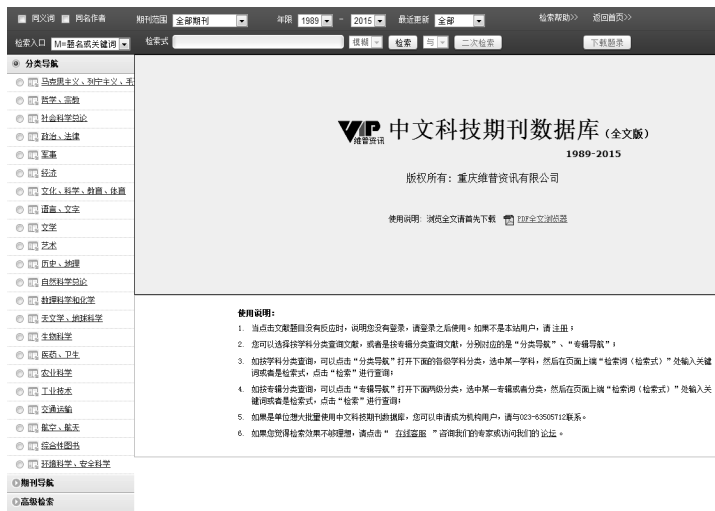 同义词 同名作者 期刊范围 全部期刊 年限 1989 - 2015 最近更新 全部 检索帮助>> 返回首页>>
检索入口 M=题名或关键词 检索式 模糊 检索 与 二次检索 下载题录
分类导航
马克思主义、列宁主义、毛
哲学、宗教
社会科学总论
政治、法律
军事
经济
文化、科学、教育、体育
语言、文字
文学
艺术
历史、地理
自然科学总论
数理科学和化学
天文学、地球科学
生物科学
医药、卫生
农业科学
工业技术
交通运输
航空、航天
综合性图书
环境科学、安全科学
期刊导航
高级检索
VIP 维普资讯 中文科技期刊数据库(全文版)
1989-2015
版权所有: 重庆维普资讯有限公司
使用说明: 浏览全文请首先下载 PDF全文浏览器
使用说明:
1. 当点击文献题目没有反应时,说明您没有登录,请登录之后使用。如果不是本站用户,请 注册;
2. 您可以选择按学科分类查询文献,或者是按专辑分类查询文献,分别对应的是“分类导航”、“专辑导航”;
3. 如按学科分类查询,可以点击“分类导航”打开下面的各级学科分类,选中某一学科,然后在页面上端“检索词(检索式)”处输入关键
词或者是检索式,点击“检索”进行查询;
4. 如按专辑分类查询,可以点击“专辑导航”打开下面两级分类,选中某一专辑或者分类,然后在页面上端“检索词(检索式)”处输入关
键词或者是检索式,点击“检索”进行查询;
5. 如果是单位想大批量使用中文科技期刊数据库,您可以申请成为机构用户,请与023-63505712联系。
6. 如果您觉得检索效果不够理想,请点击“ 在线客服 ”咨询我们的专家或访问我们的 论坛 。